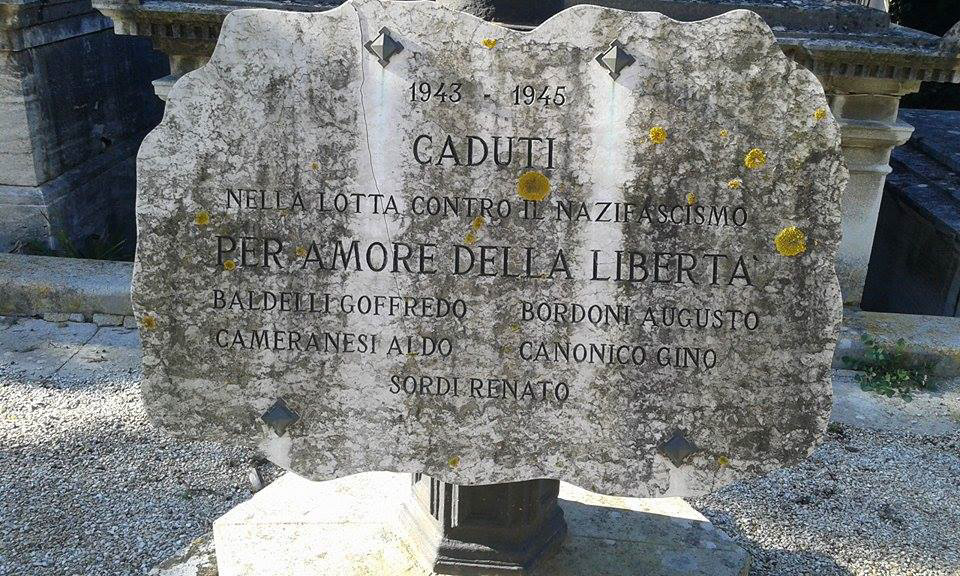 1943 - 1945
CADUTI
NELLA LOTTA CONTRO IL NAZIFASCISMO
PER AMORE DELLA LIBERTA`
BALDELLI GOFFREDO BORDONI AUGUSTO
CAMERANESI ALDO CANONICO GINO
SORDI RENATO